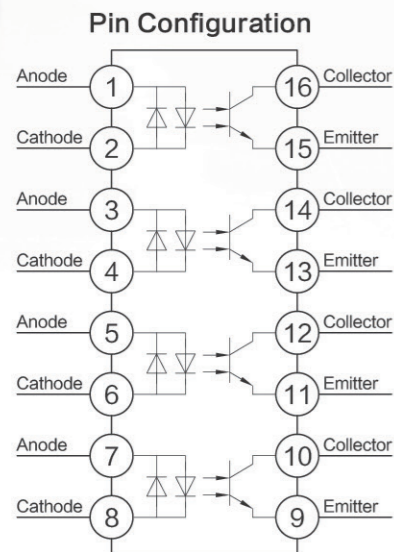 Pin Configuration
Anode 1 16 Collector
Cathode 2 15 Emitter
Anode 3 14 Collector
Cathode 4 13 Emitter
Anode 5 12 Collector
Cathode 6 11 Emitter
Anode 7 10 Collector
Cathode 8 9 Emitter